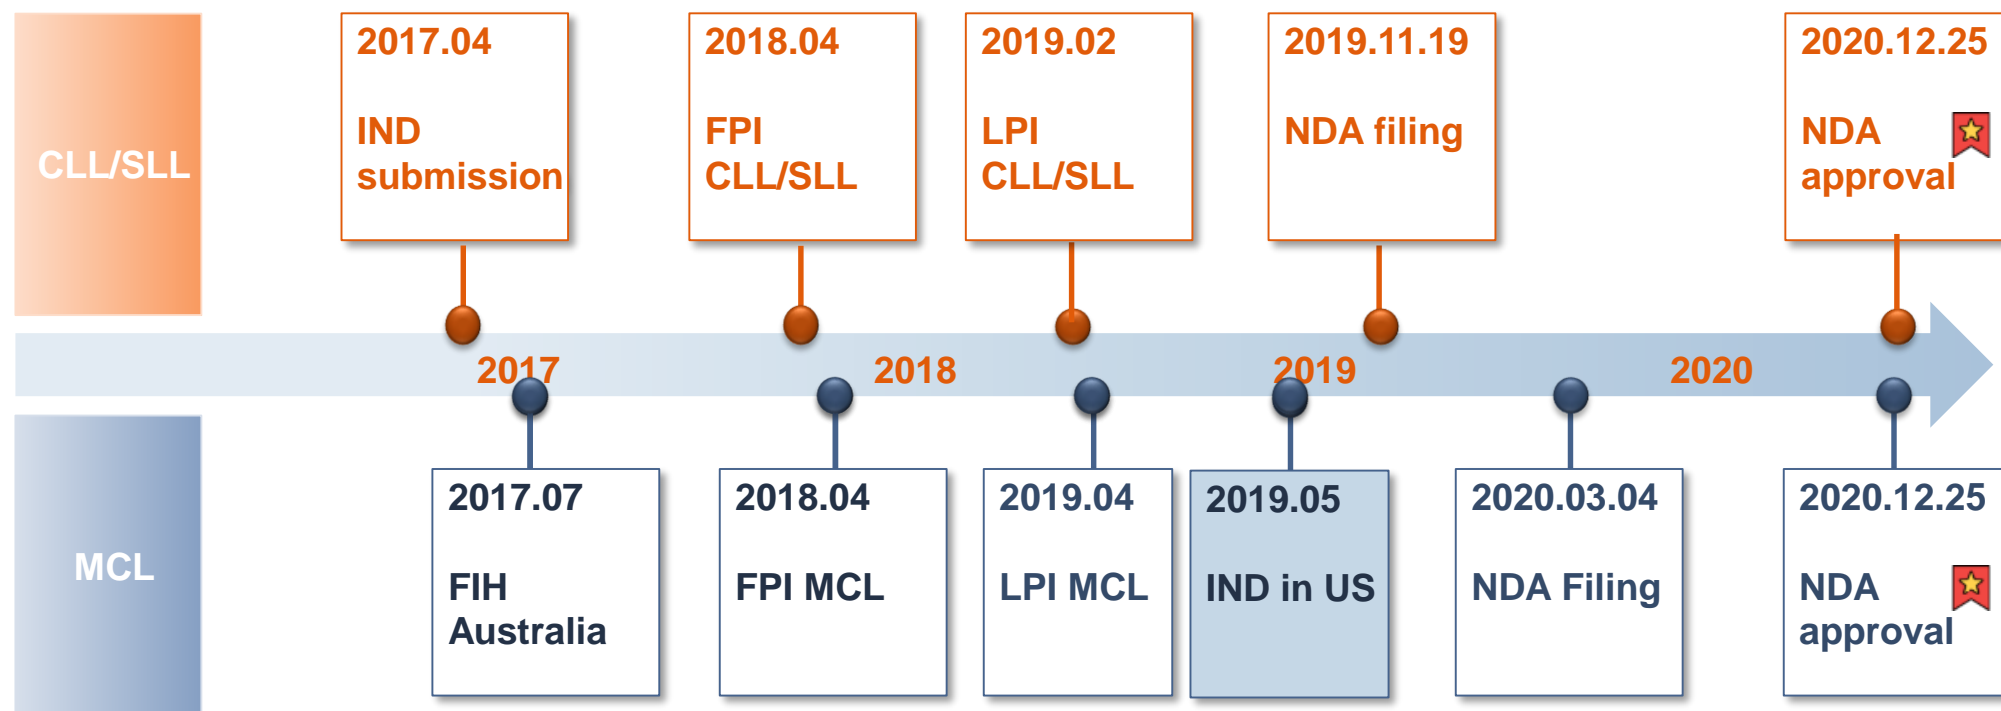 CLL/SLL
2017.04
IND
submission
2018.04
FPI
CLL/SLL
2019.02
LPI
CLL/SLL
2019.11.19
NDA filing
2020.12.25
NDA
approval
2017
2018
2019
2020
MCL
2017.07
FIH
Australia
2018.04
FPI MCL
2019.04
LPI MCL
2019.05
IND in US
2020.03.04
NDA Filing
2020.12.25
NDA
approval